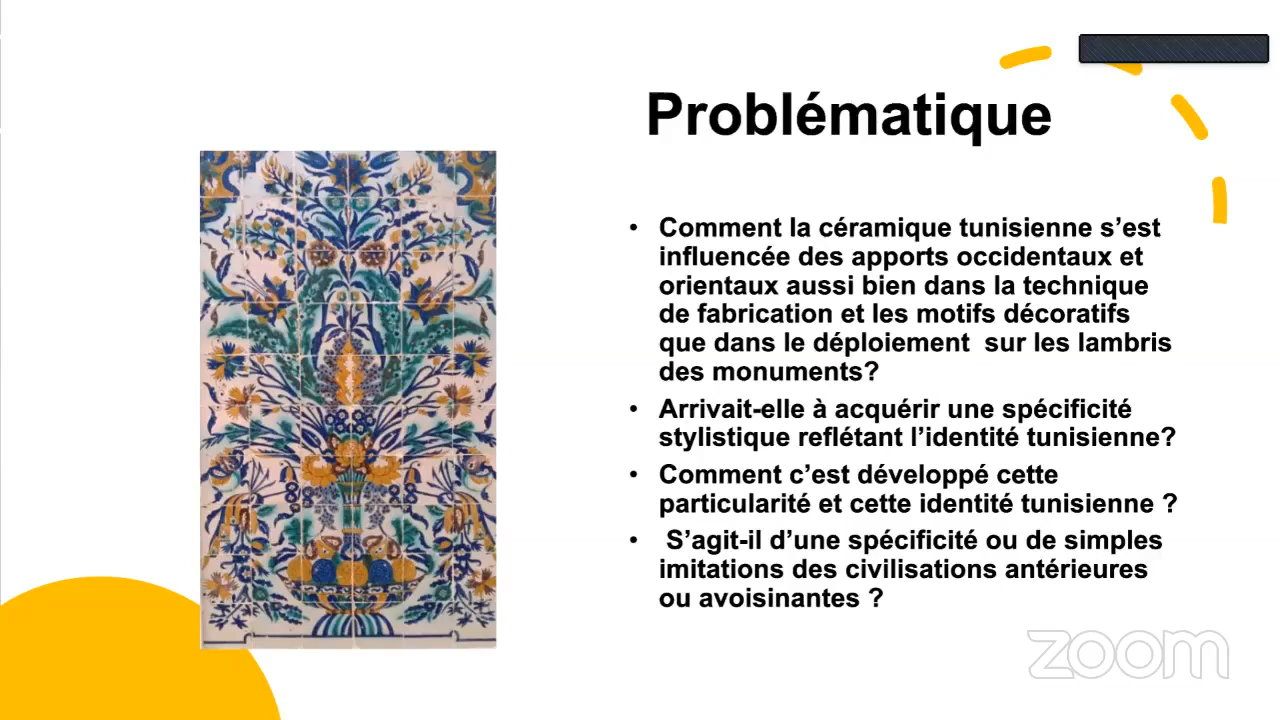 Problématique
• Comment la céramique tunisienne s’est
influencée des apports occidentaux et
orientaux aussi bien dans la technique
de fabrication et les motifs décoratifs
que dans le déploiement  sur les lambris
des monuments?
• Arrivait-elle à acquérir une spécificité
stylistique reflétant l’identité tunisienne?
• Comment c’est développé cette
particularité et cette identité tunisienne ?
•  S’agit-il d’une spécificité ou de simples
imitations des civilisations antérieures
ou avoisinantes ?
zoom